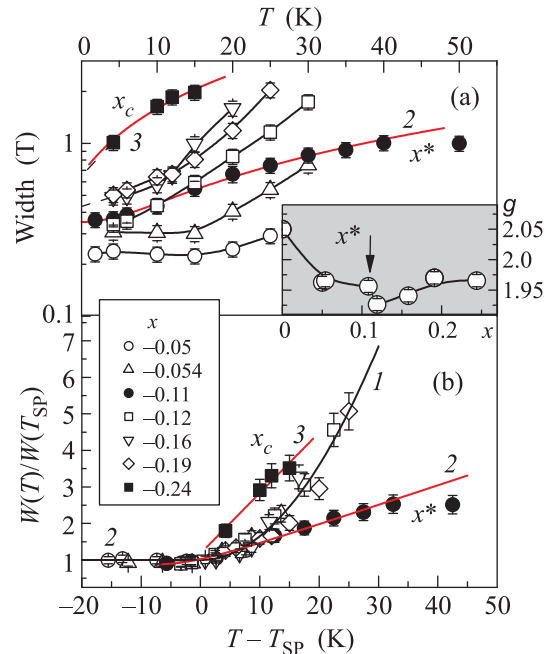 T (K)
0 10 20 30 40 50
(a)
x_c
3
2
x*
Width (T)
1
0.1
g
x*
2.05
2.0
1.95
0 0.1 0.2 x
x
–0.05
–0.054
–0.11
–0.12
–0.16
–0.19
–0.24
(b)
1
x_c
3
2
x*
2
W(T)/W(T_SP)
7
6
5
4
3
2
1
–20 –10 0 10 20 30 40 50
T – T_SP (K)